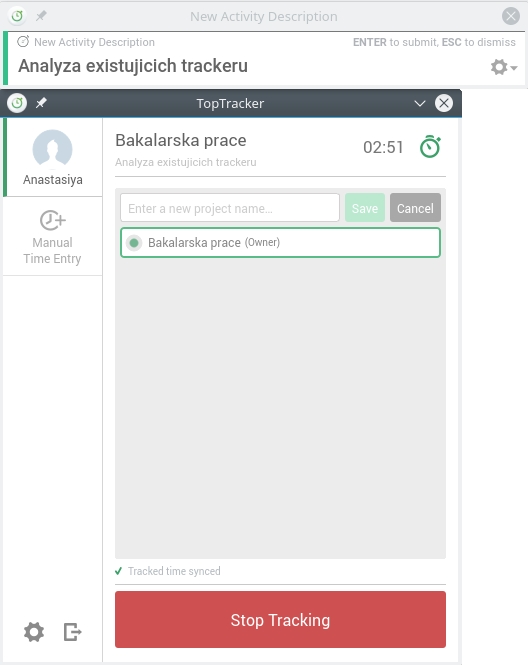 New Activity Description
New Activity Description
ENTER to submit, ESC to dismiss
Analyza existujicich trackeru
TopTracker
Anastasiya
Manual
Time Entry
Bakalarska prace
02:51
Analyza existujicich trackeru
Enter a new project name...
Save
Cancel
Bakalarska prace (Owner)
Tracked time synced
Stop Tracking